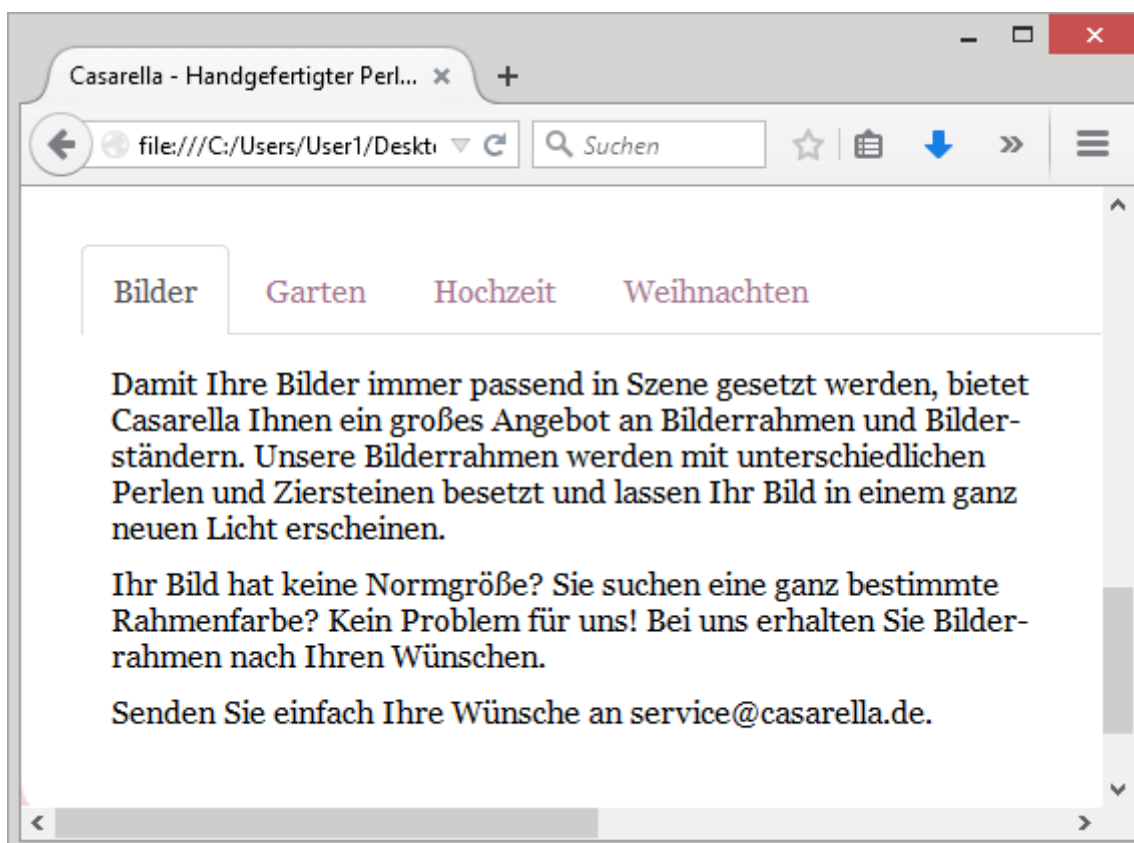 Casarella - Handgefertigter Perl...
file:///C:/Users/User1/Deskt
Suchen
Bilder Garten Hochzeit Weihnachten
Damit Ihre Bilder immer passend in Szene gesetzt werden, bietet
Casarella Ihnen ein großes Angebot an Bilderrahmen und Bilder-
ständern. Unsere Bilderrahmen werden mit unterschiedlichen
Perlen und Ziersteinen besetzt und lassen Ihr Bild in einem ganz
neuen Licht erscheinen.
Ihr Bild hat keine Normgröße? Sie suchen eine ganz bestimmte
Rahmenfarbe? Kein Problem für uns! Bei uns erhalten Sie Bilder-
rahmen nach Ihren Wünschen.
Senden Sie einfach Ihre Wünsche an service@casarella.de.